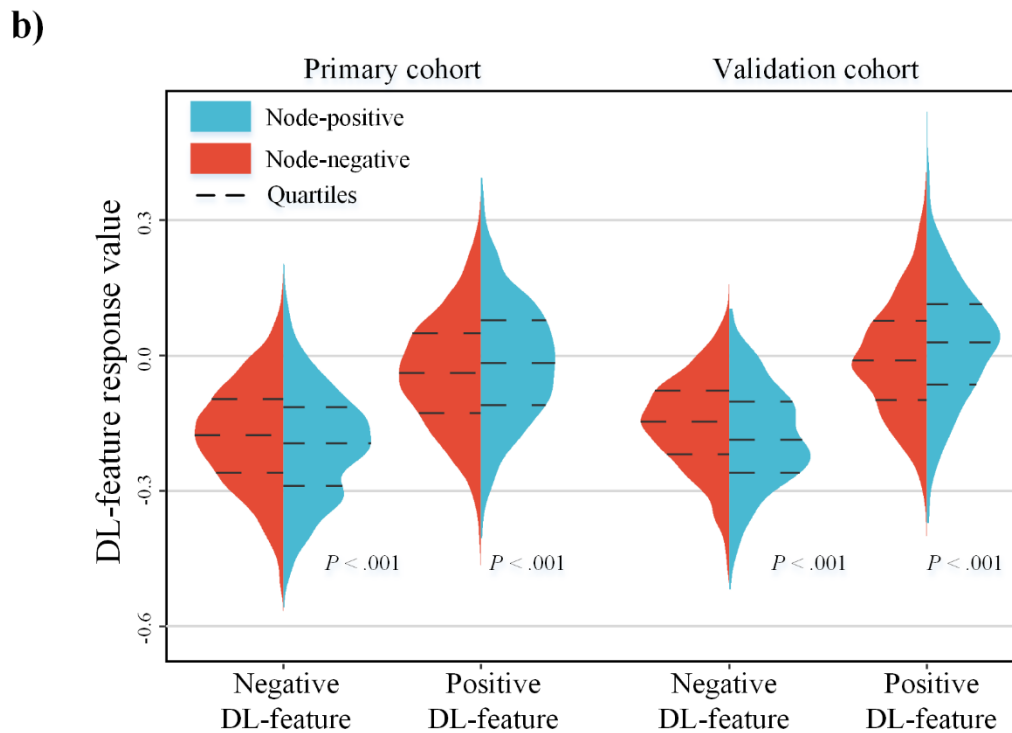 b)
Primary cohort
Validation cohort
Node-positive
Node-negative
Quartiles
DL-feature response value
0.3
0.0
-0.3
-0.6
P < .001
P < .001
P < .001
P < .001
Negative
DL-feature
Positive
DL-feature
Negative
DL-feature
Positive
DL-feature